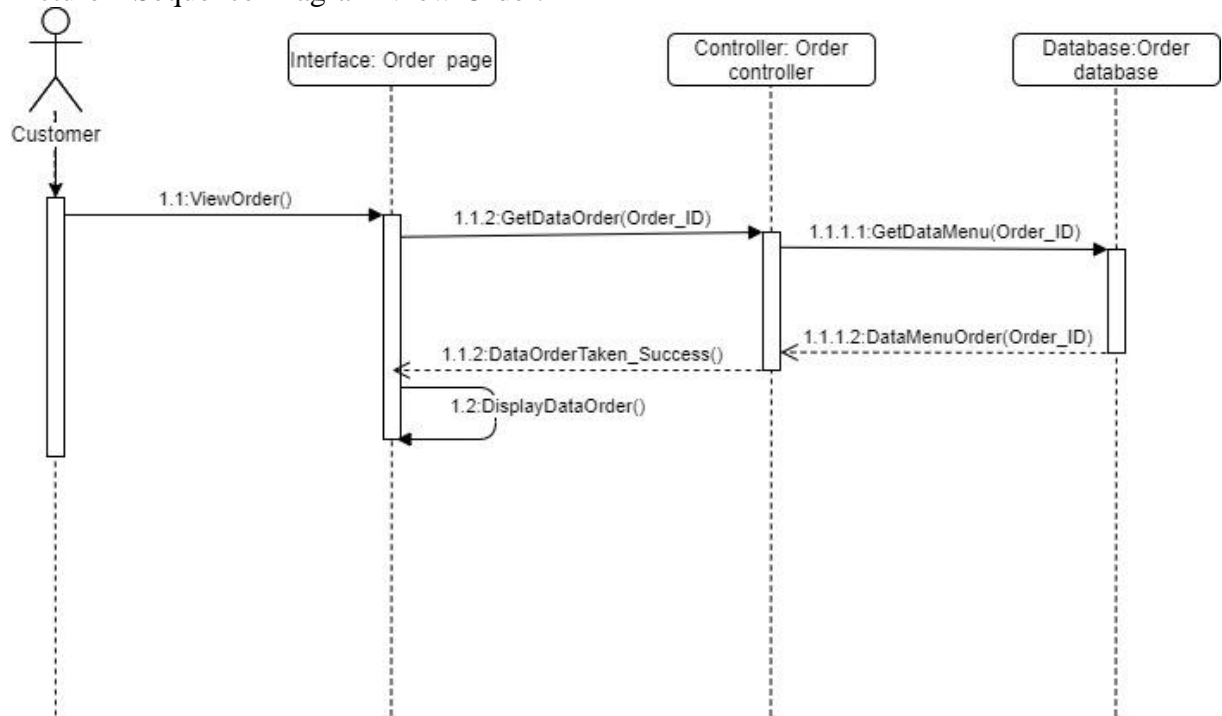 Interface: Order page
Controller: Order
controller
Database:Order
database
Customer
1.1:ViewOrder()
1.1.2:GetDataOrder(Order_ID)
1.1.1.1:GetDataMenu(Order_ID)
1.1.1.2:DataMenuOrder(Order_ID)
1.1.2:DataOrderTaken_Success()
1.2:DisplayDataOrder()